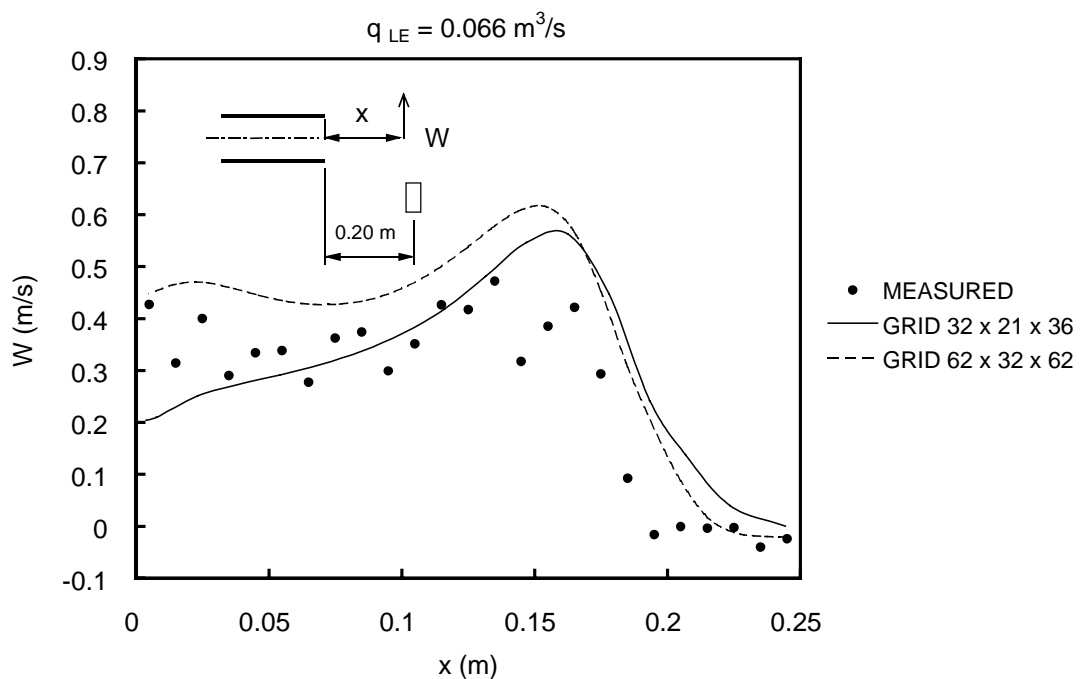 q LE = 0.066 m³/s
0.9
0.8
0.7
0.6
0.5
0.4
0.3
0.2
0.1
0
-0.1
W (m/s)
x
W
0.20 m
MEASURED
GRID 32 x 21 x 36
GRID 62 x 32 x 62
0 0.05 0.1 0.15 0.2 0.25
x (m)